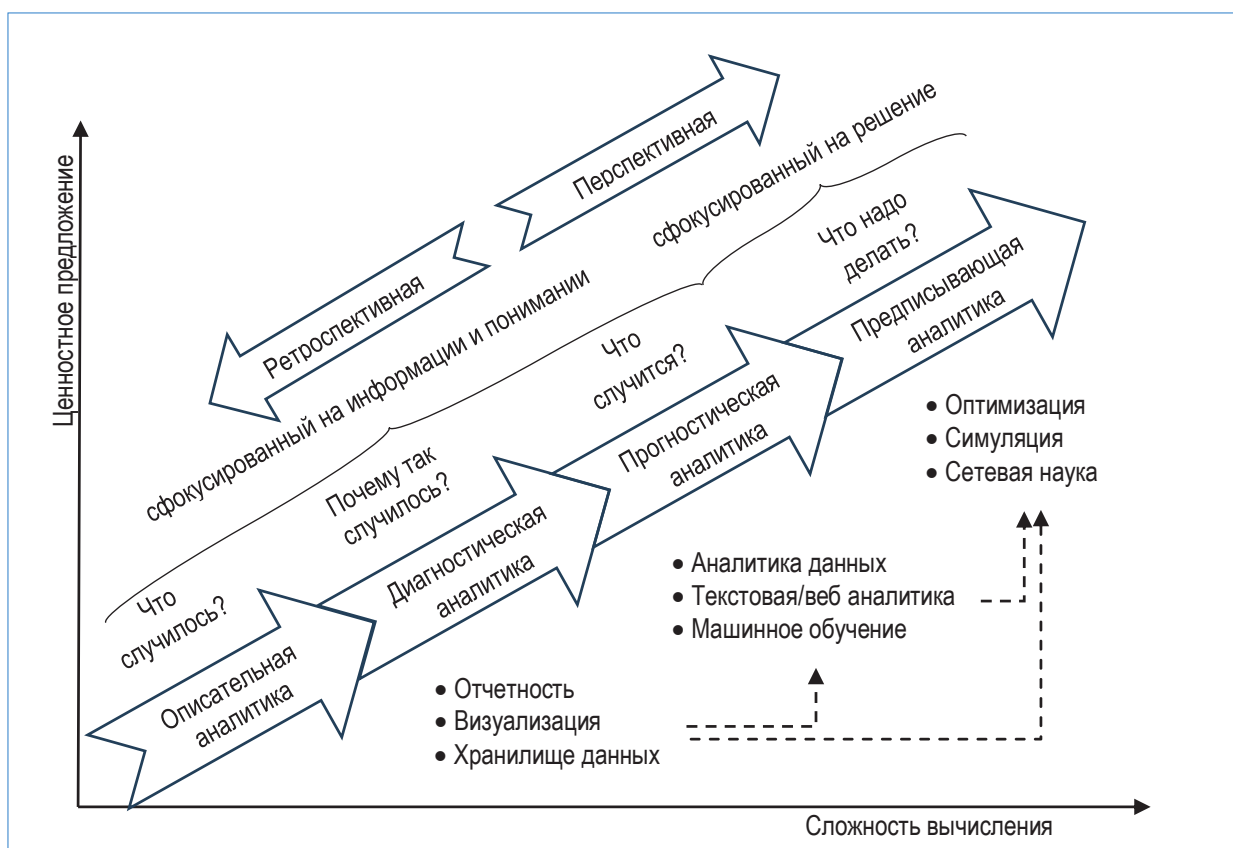 Ценностное предложение
Ретроспективная
Перспективная
сфокусированный на информации и понимании
сфокусированный на решение
Что
случилось?
Почему так
случилось?
Что
случится?
Что надо
делать?
Описательная
аналитика
Диагностическая
аналитика
Прогностическая
аналитика
Предписывающая
аналитика
• Оптимизация
• Симуляция
• Сетевая наука
• Аналитика данных
• Текстовая/веб аналитика
• Машинное обучение
• Отчетность
• Визуализация
• Хранилище данных
Сложность вычисления